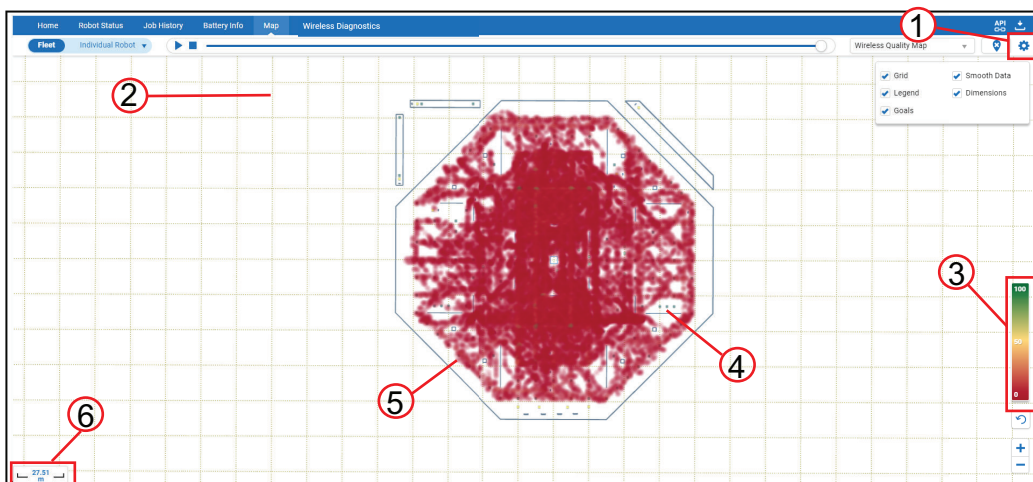 Home Robot Status Job History Battery Info Map Wireless Diagnostics API
1
Fleet Individual Robot Wireless Quality Map
Grid Smooth Data
2
Legend Dimensions
Goals
3
100
50
0
4
5
6
27.51
m